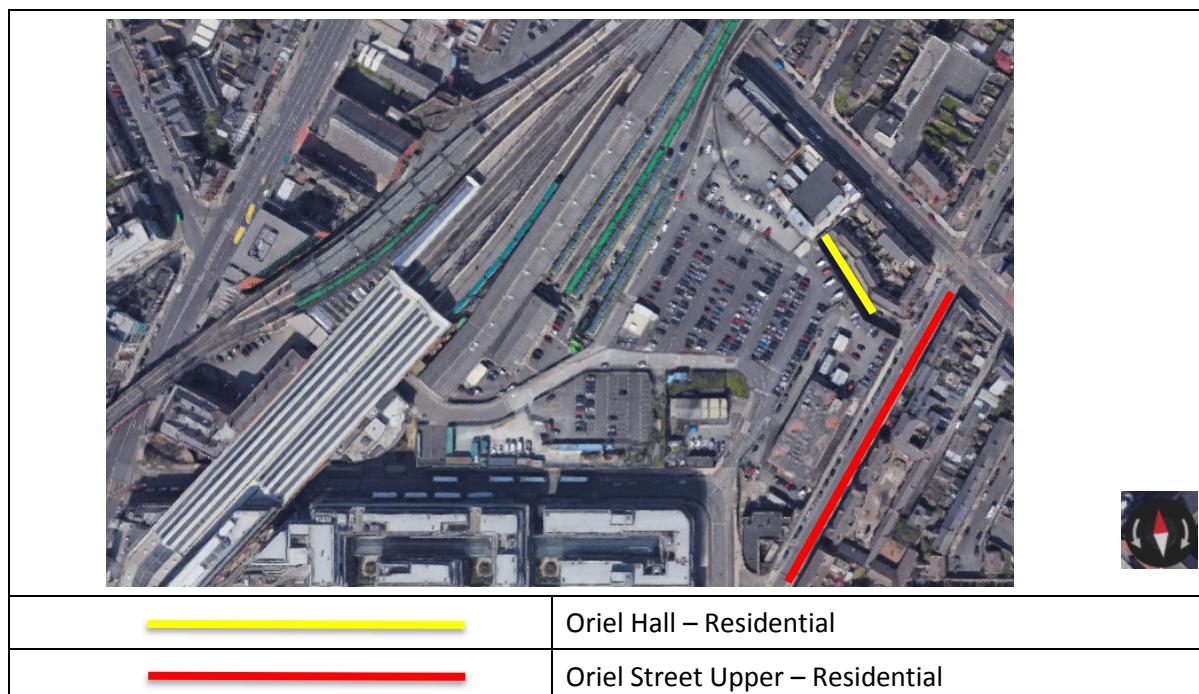 Oriel Hall – Residential
Oriel Street Upper – Residential